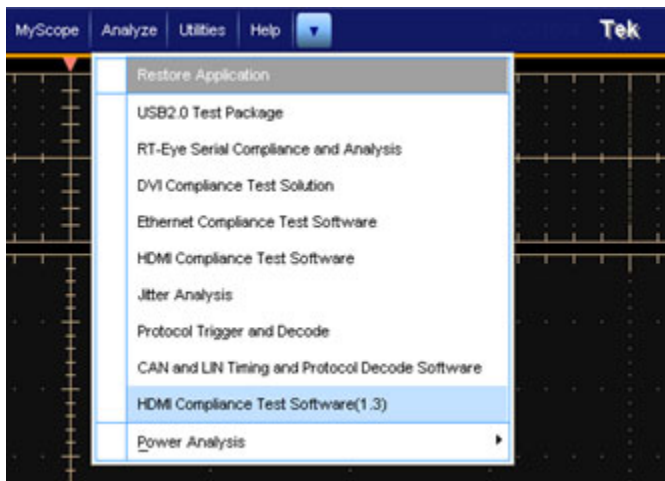 MyScope Analyze Utilities Help Tek
Restore Application
USB2.0 Test Package
RT-Eye Serial Compliance and Analysis
DVI Compliance Test Solution
Ethernet Compliance Test Software
HDMI Compliance Test Software
Jitter Analysis
Protocol Trigger and Decode
CAN and LIN Timing and Protocol Decode Software
HDMI Compliance Test Software(1.3)
Power Analysis